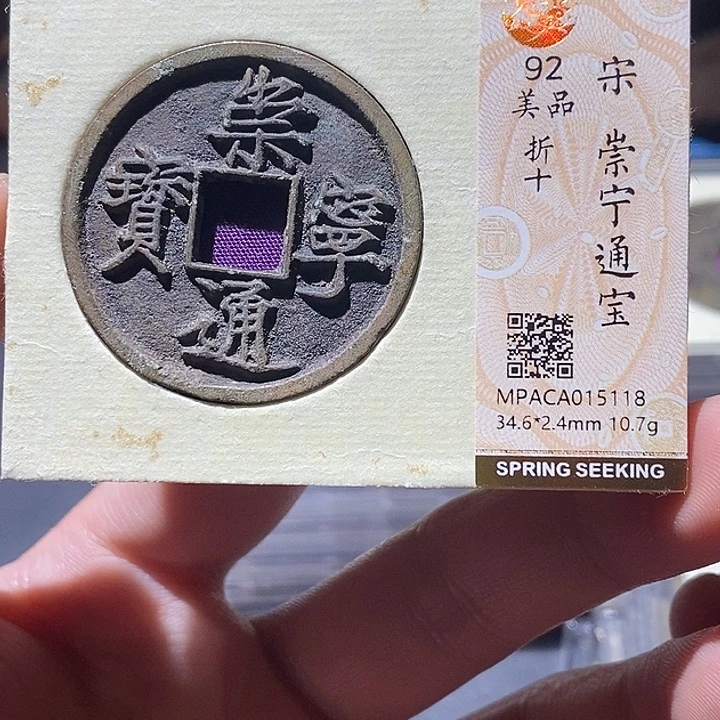 崇
寧
通
寶
92
美品
折十
宋 崇宁通宝
MPACA015118
34.6*2.4mm 10.7g
SPRING SEEKING